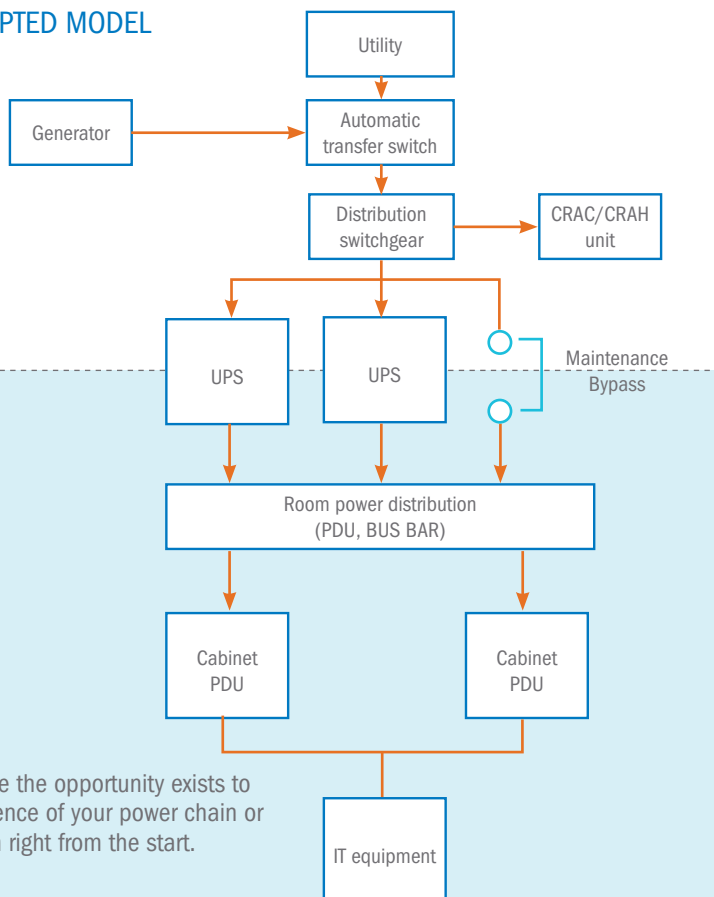 PTED MODEL
Utility
Generator
Automatic
transfer switch
Distribution
switchgear
CRAC/CRAH
unit
UPS
UPS
Maintenance
Bypass
Room power distribution
(PDU, BUS BAR)
Cabinet
PDU
Cabinet
PDU
e the opportunity exists to
ence of your power chain or
right from the start.
IT equipment